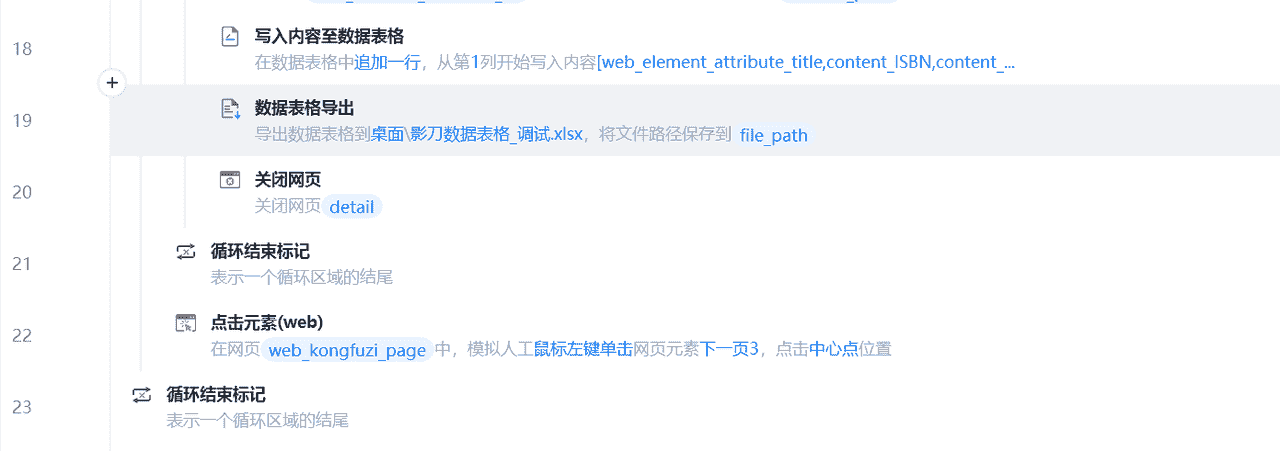 18
写入内容至数据表格
在数据表格中追加一行，从第1列开始写入内容[web_element_attribute_title,content_ISBN,content_...
19
数据表格导出
导出数据表格到桌面\影刀数据表格_调试.xlsx，将文件路径保存到 file_path
20
关闭网页
关闭网页 detail
21
循环结束标记
表示一个循环区域的结尾
22
点击元素(web)
在网页 web_kongfuzi_page 中，模拟人工鼠标左键单击网页元素下一页3，点击中心点位置
23
循环结束标记
表示一个循环区域的结尾